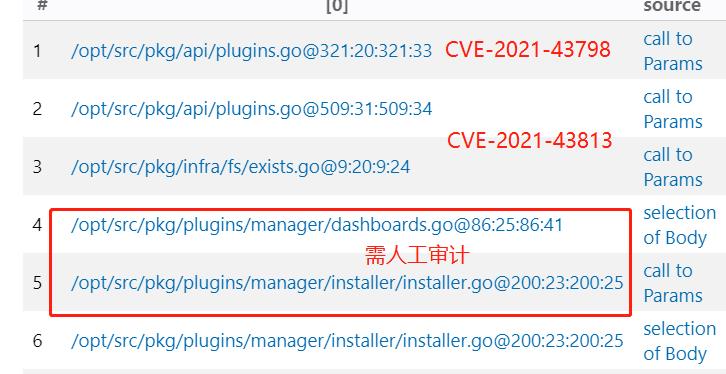 # [0] source
1 /opt/src/pkg/api/plugins.go@321:20:321:33 CVE-2021-43798 call to Params
2 /opt/src/pkg/api/plugins.go@509:31:509:34 call to Params
CVE-2021-43813
3 /opt/src/pkg/infra/fs/exists.go@9:20:9:24 call to Params
4 /opt/src/pkg/plugins/manager/dashboards.go@86:25:86:41 selection of Body
需人工审计
5 /opt/src/pkg/plugins/manager/installer/installer.go@200:23:200:25 call to Params
6 /opt/src/pkg/plugins/manager/installer/installer.go@200:23:200:25 selection of Body